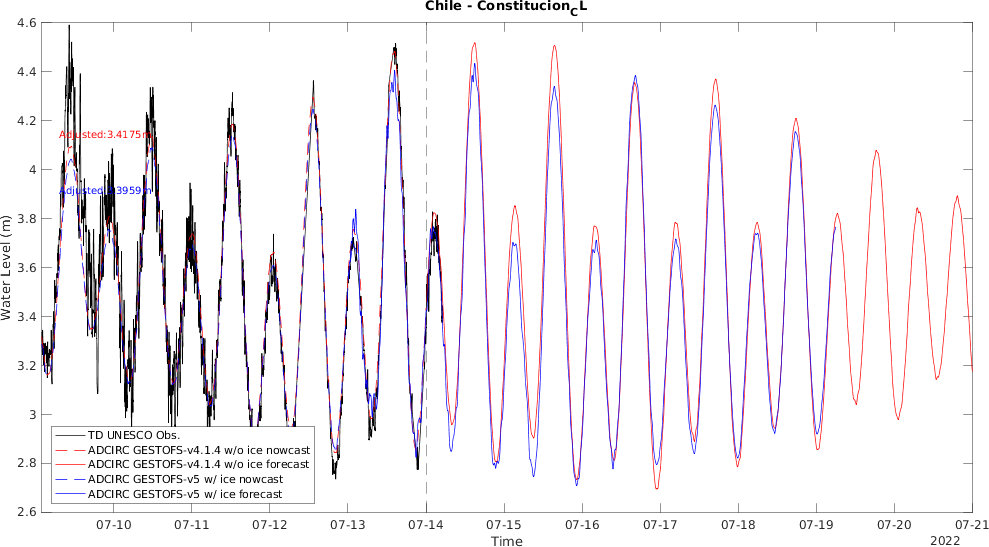 Chile - Constitucion_CL
4.6
4.4
4.2
4
3.8
3.6
3.4
3.2
3
2.8
2.6
Water Level (m)
Adjusted:3.4175m
Adjusted 3959m
TD UNESCO Obs.
ADCIRC GESTOFS-v4.1.4 w/o ice nowcast
ADCIRC GESTOFS-v4.1.4 w/o ice forecast
ADCIRC GESTOFS-v5 w/ ice nowcast
ADCIRC GESTOFS-v5 w/ ice forecast
07-10 07-11 07-12 07-13 07-14 07-15 07-16 07-17 07-18 07-19 07-20 07-21
Time
2022